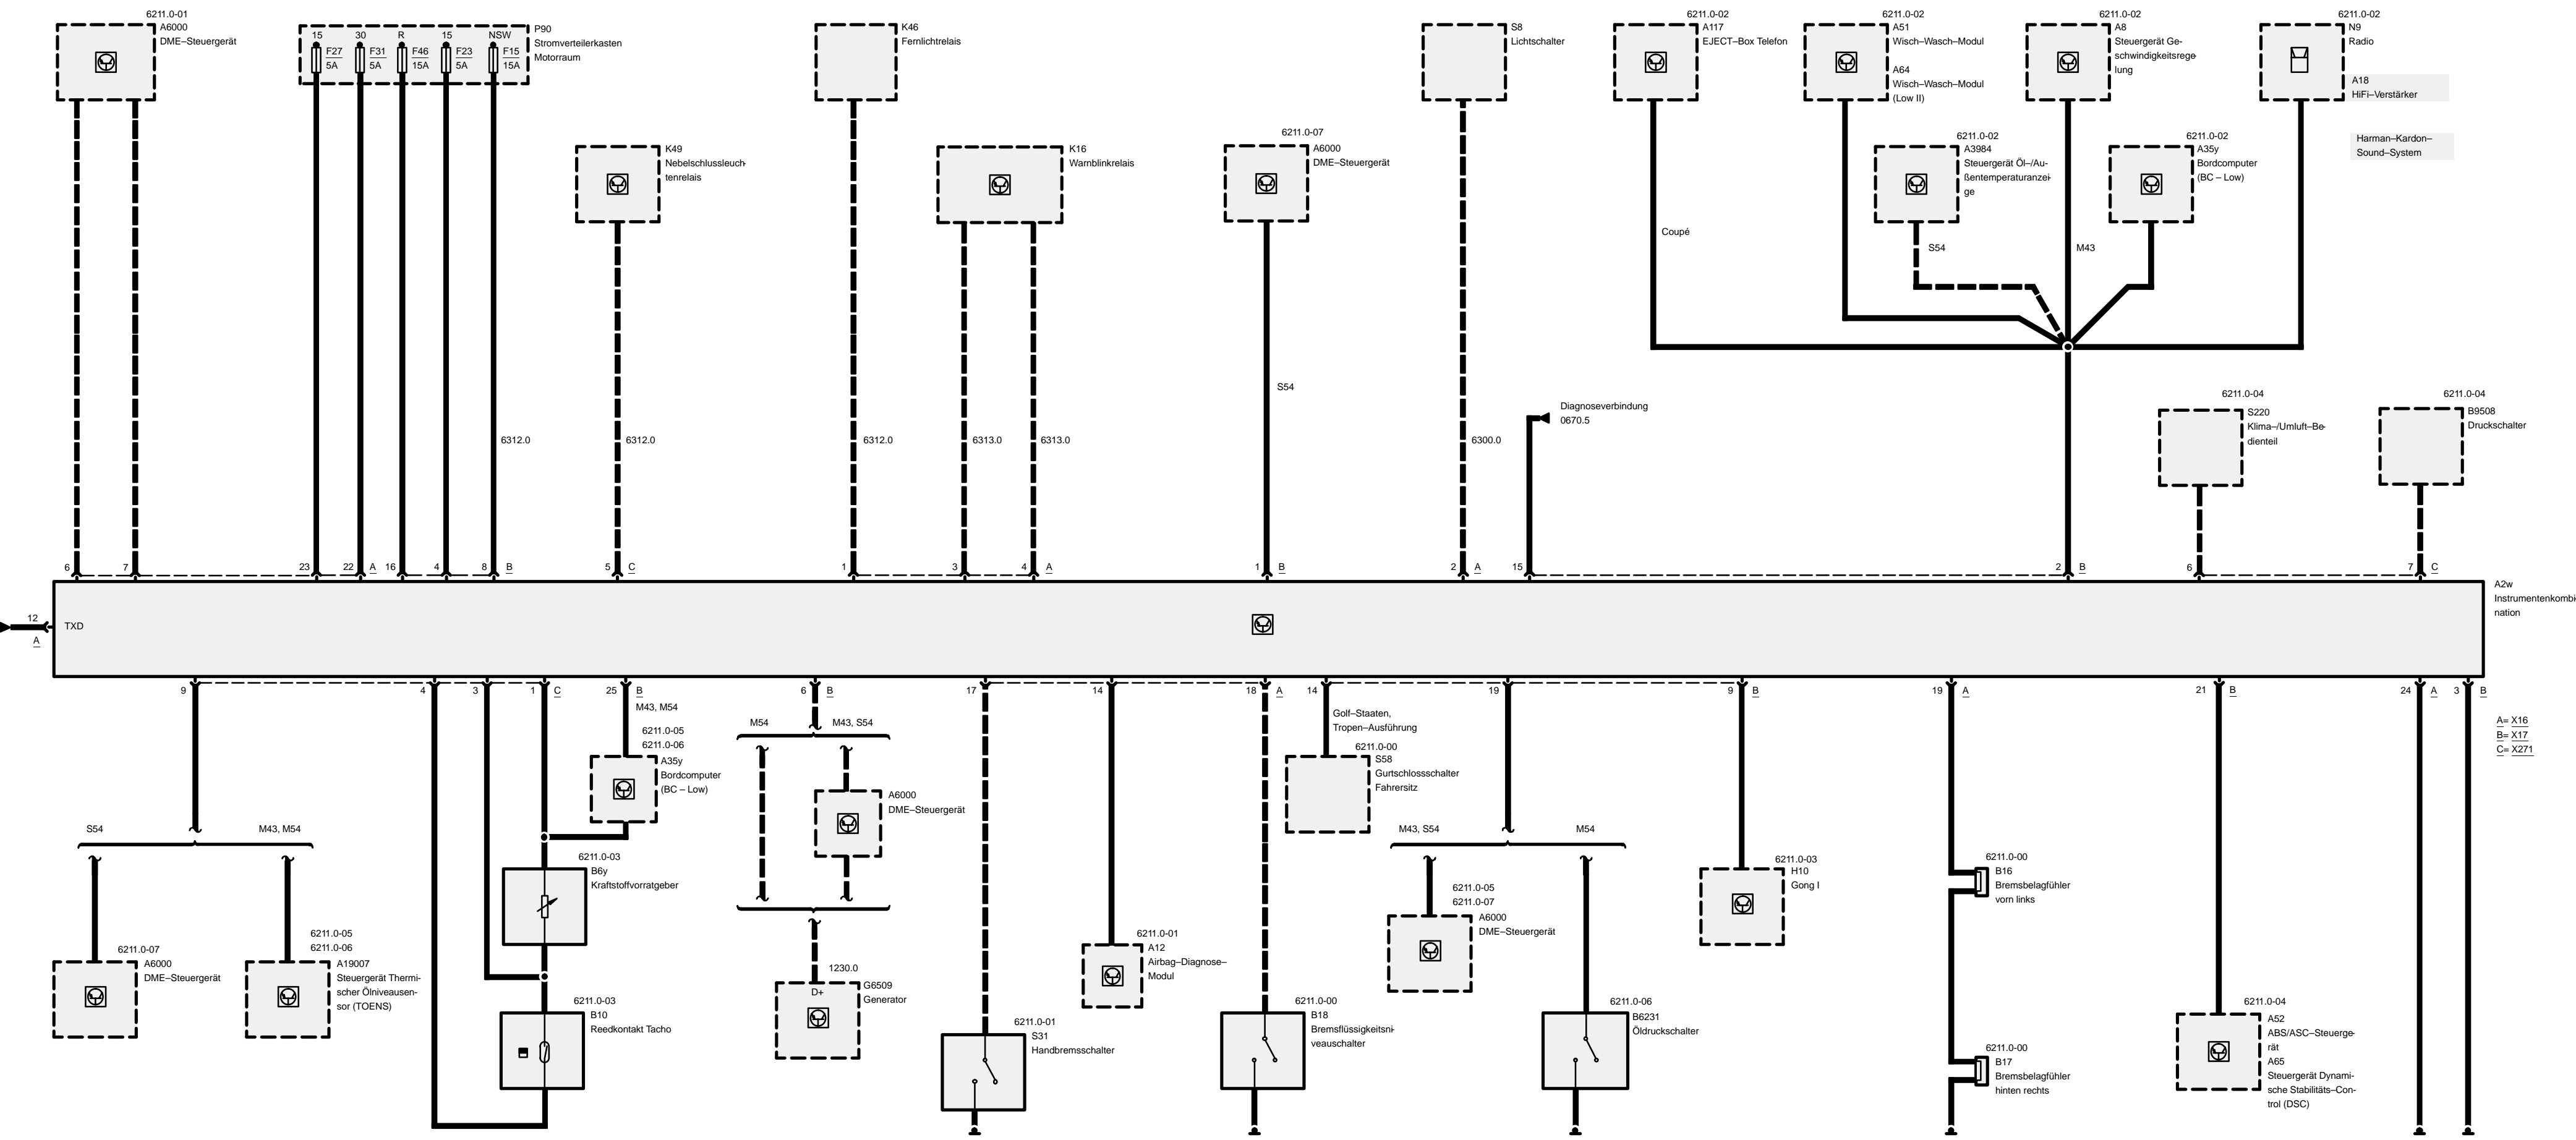 6211.0-01
A6000
DME–Steuergerät
15
30
R
15
NSW
F27
5A
F31
5A
F46
15A
F23
5A
F15
15A
P90
Stromverteilerkasten
Motorraum
K49
Nebelschlussleuch-
tenrelais
K46
Fernlichtrelais
K16
Warnblinkrelais
6211.0-07
A6000
DME–Steuergerät
S8
Lichtschalter
6211.0-02
A117
EJECT–Box Telefon
6211.0-02
A51
Wisch–Wasch–Modul
A64
Wisch–Wasch–Modul
(Low II)
6211.0-02
A8
Steuergerät Ge-
schwindigkeitsrege-
lung
6211.0-02
N9
Radio
A18
HiFi–Verstärker
Harman–Kardon–
Sound–System
6211.0-02
A3984
Steuergerät Öl–/Au-
ßentemperaturanzei-
ge
6211.0-02
A35y
Bordcomputer
(BC – Low)
Coupé
S54
M43
S54
Diagnoseverbindung
0670.5
6211.0-04
S220
Klima–/Umluft–Be-
dienteil
6211.0-04
B9508
Druckschalter
6312.0
6312.0
6312.0
6313.0
6313.0
6300.0
6
7
23
22
A
16
4
8
B
5
C
1
3
4
A
1
B
2
A
15
2
B
6
7
C
12
A
TXD
A2w
Instrumentenkombi-
nation
9
4
3
1
C
25
B
6
B
17
14
18
A
14
19
9
B
19
A
21
B
24
A
3
B
A= X16
B= X17
C= X271
M43, M54
6211.0-05
6211.0-06
A35y
Bordcomputer
(BC – Low)
M54
M43, S54
A6000
DME–Steuergerät
Golf–Staaten,
Tropen–Ausführung
6211.0-00
S58
Gurtschlossschalter
Fahrersitz
S54
M43, M54
M43, S54
M54
6211.0-03
B6y
Kraftstoffvorratgeber
6211.0-05
6211.0-07
A6000
DME–Steuergerät
6211.0-03
H10
Gong I
6211.0-00
B16
Bremsbelagfühler
vorn links
6211.0-07
A6000
DME–Steuergerät
6211.0-05
6211.0-06
A19007
Steuergerät Thermi-
scher Ölniveausen-
sor (TOENS)
1230.0
D+
G6509
Generator
6211.0-01
A12
Airbag–Diagnose–
Modul
6211.0-03
B10
Reedkontakt Tacho
6211.0-01
S31
Handbremsschalter
6211.0-00
B18
Bremsflüssigkeitsni-
veauschalter
6211.0-06
B6231
Öldruckschalter
6211.0-00
B17
Bremsbelagfühler
hinten rechts
6211.0-04
A52
ABS/ASC–Steuerge-
rät
A65
Steuergerät Dynami-
sche Stabilitäts–Con-
trol (DSC)